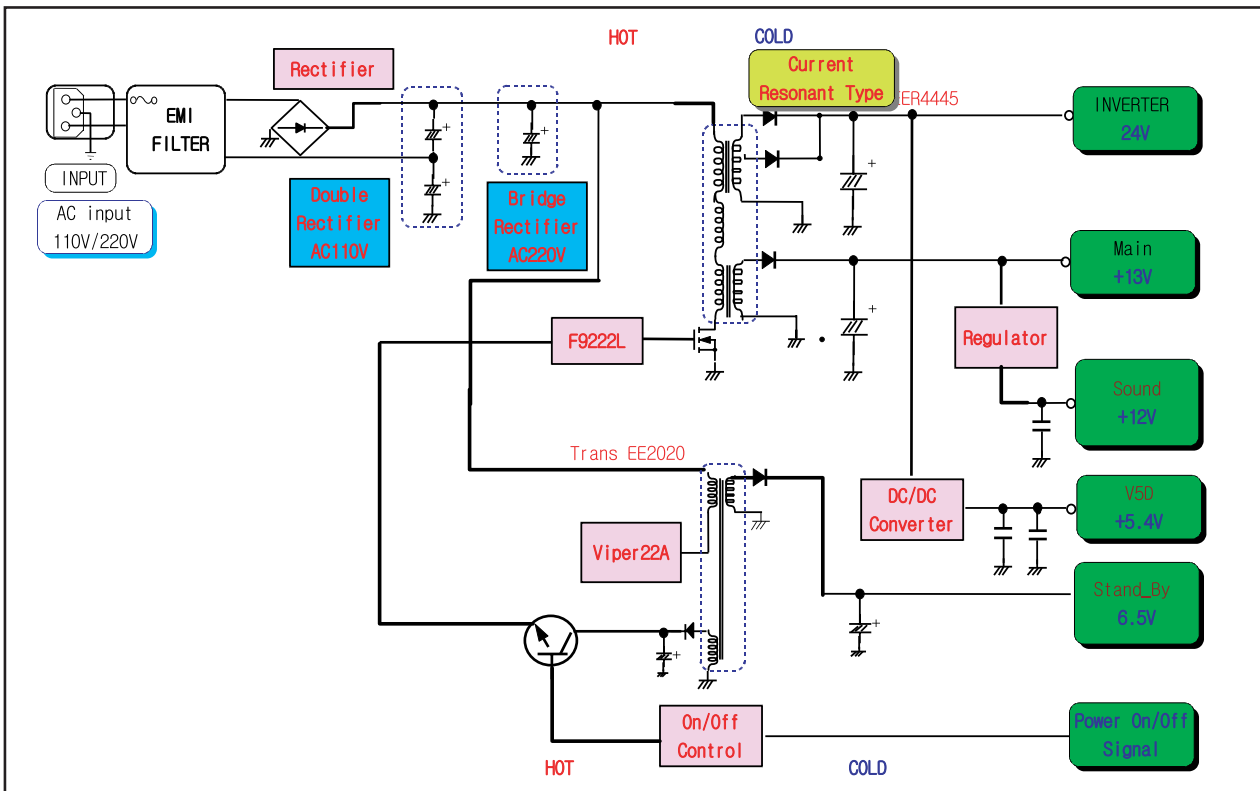 HOT
COLD
Rectifier
Current
Resonant Type
EER4445
INVERTER
24V
EMI
FILTER
INPUT
AC input
110V/220V
Double
Rectifier
AC110V
Bridge
Rectifier
AC220V
+
+
+
+
Main
+13V
+
F9222L
Regulator
Sound
+12V
Trans EE2020
DC/DC
Converter
V5D
+5.4V
Viper22A
Stand_By
6.5V
+
+
On/Off
Control
Power On/Off
Signal
HOT
COLD